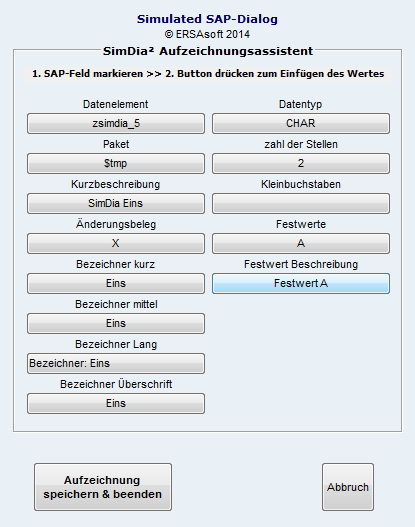 Simulated SAP-Dialog
© ERSAsoft 2014
SimDia² Aufzeichnungsassistent
1. SAP-Feld markieren >> 2. Button drücken zum Einfügen des Wertes
Datenelement
zsimdia_5
Paket
$tmp
Kurzbeschreibung
SimDia Eins
Änderungsbeleg
X
Bezeichner kurz
Eins
Bezeichner mittel
Eins
Bezeichner Lang
Bezeichner: Eins
Bezeichner Überschrift
Eins
Datentyp
CHAR
zahl der Stellen
2
Kleinbuchstaben
Festwerte
A
Festwert Beschreibung
Festwert A
Aufzeichnung
speichern & beenden
Abbruch